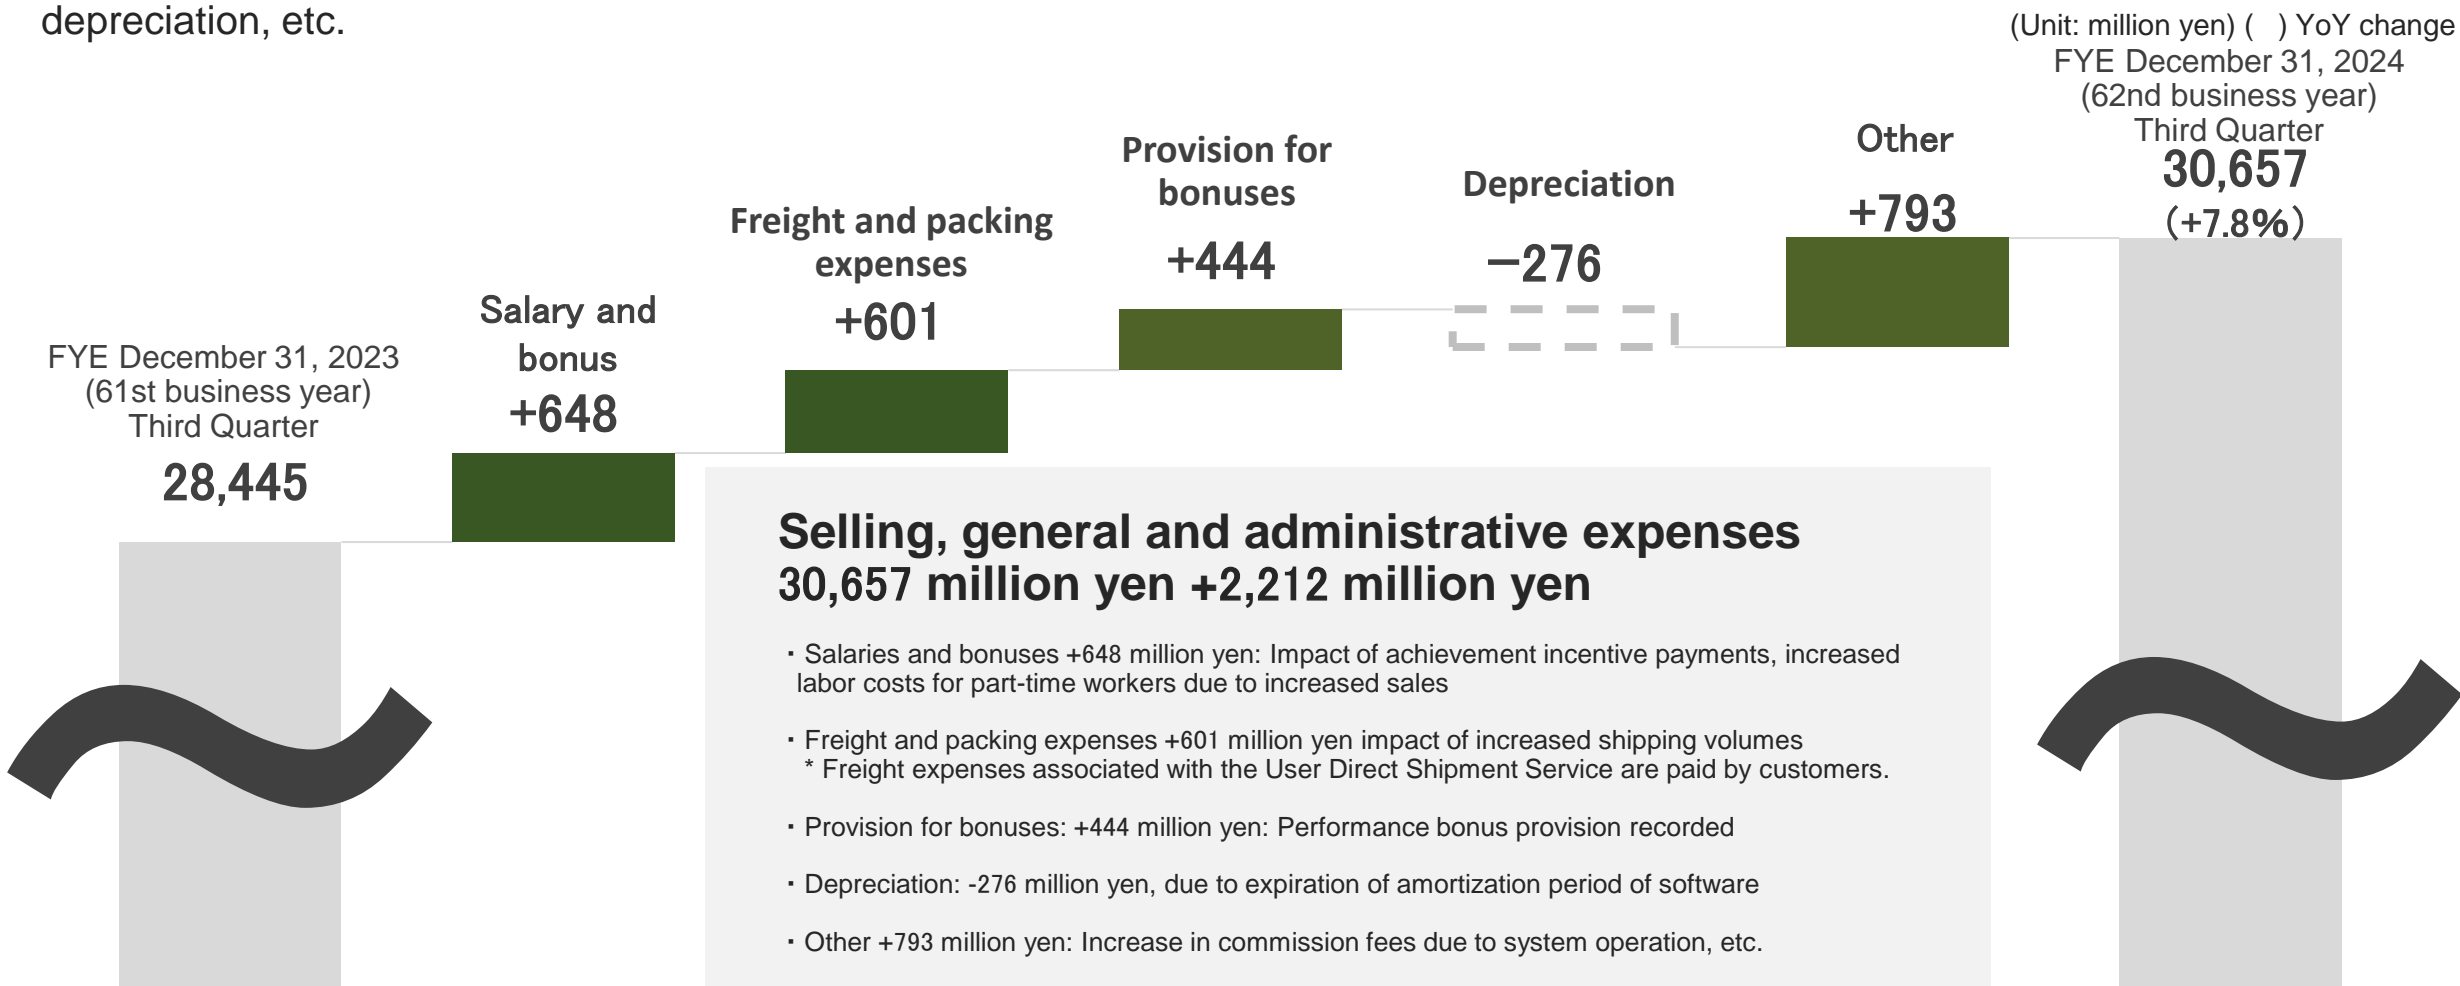 depreciation, etc.
(Unit: million yen) (   ) YoY change
FYE December 31, 2024
(62nd business year)
Third Quarter
30,657
(+7.8%)
Other
+793
Provision for
bonuses
+444
Depreciation
−276
Freight and packing
expenses
+601
Salary and
bonus
+648
FYE December 31, 2023
(61st business year)
Third Quarter
28,445
Selling, general and administrative expenses
30,657 million yen +2,212 million yen
・Salaries and bonuses +648 million yen: Impact of achievement incentive payments, increased
labor costs for part-time workers due to increased sales
・Freight and packing expenses +601 million yen impact of increased shipping volumes
* Freight expenses associated with the User Direct Shipment Service are paid by customers.
・Provision for bonuses: +444 million yen: Performance bonus provision recorded
・Depreciation: -276 million yen, due to expiration of amortization period of software
・Other +793 million yen: Increase in commission fees due to system operation, etc.